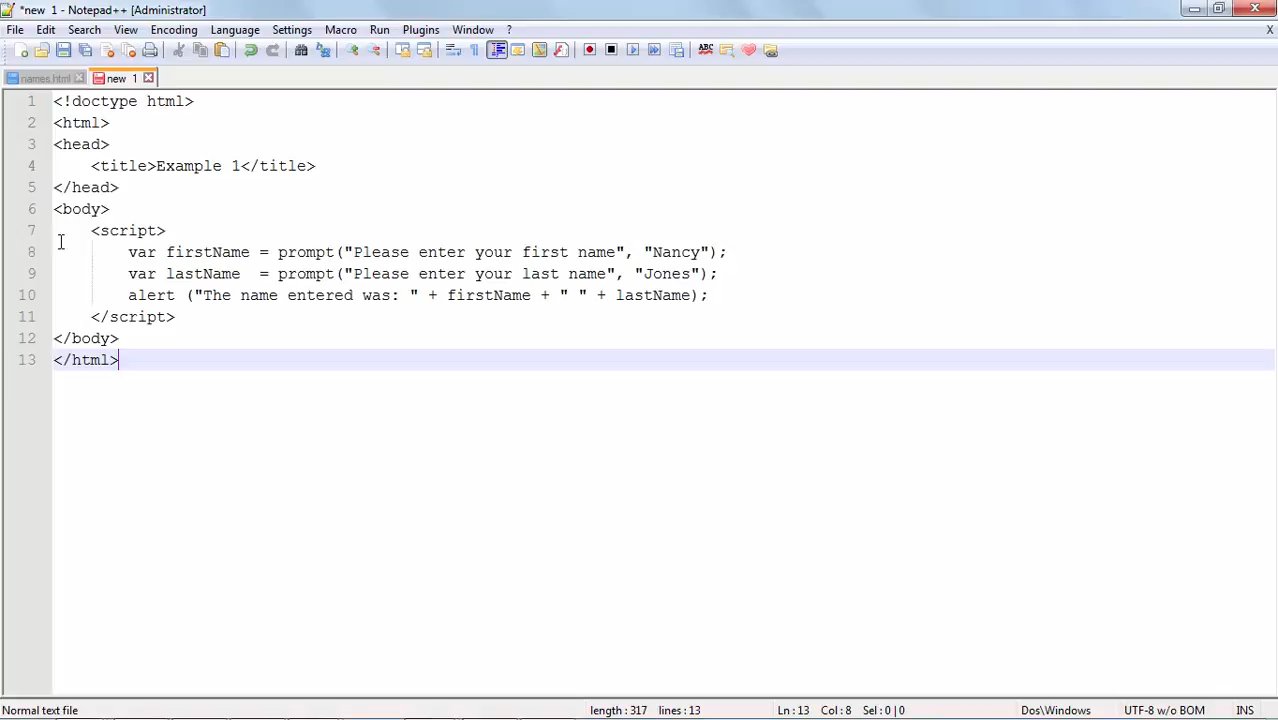 *new 1 - Notepad++ [Administrator]
File Edit Search View Encoding Language Settings Macro Run Plugins Window ? X
ABC
names.html new 1
1 <!doctype html>
2 <html>
3 <head>
4     <title>Example 1</title>
5 </head>
6 <body>
7     <script>
8         var firstName = prompt("Please enter your first name", "Nancy");
9         var lastName  = prompt("Please enter your last name", "Jones");
10         alert ("The name entered was: " + firstName + " " + lastName);
11     </script>
12 </body>
13 </html>
Normal text file length : 317 lines : 13 Ln : 13 Col : 8 Sel : 0 | 0 Dos\Windows UTF-8 w/o BOM INS